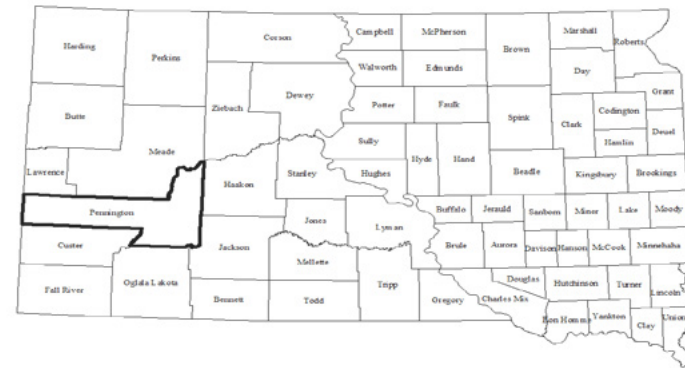 Harding
Perkins
Corson
Campbell
McPherson
Brown
Marshall
Roberts
Walworth
Edmunds
Day
Dewey
Ziebach
Butte
Potter
Faulk
Spink
Clark
Codington
Grant
Deuel
Hamlin
Meade
Sully
Hyde
Hand
Lawrence
Haakon
Stanley
Hughes
Beadle
Kingsbury
Brookings
Pennington
Jones
Lyman
Buffalo
Jerauld
Sanborn
Miner
Lake
Moody
Custer
Jackson
Brule
Aurora
Davison
Hanson
McCook
Minnehaha
Mellette
Fall River
Oglala Lakota
Bennett
Todd
Tripp
Gregory
Charles Mix
Douglas
Hutchinson
Turner
Lincoln
Bon Homme
Yankton
Clay
Union